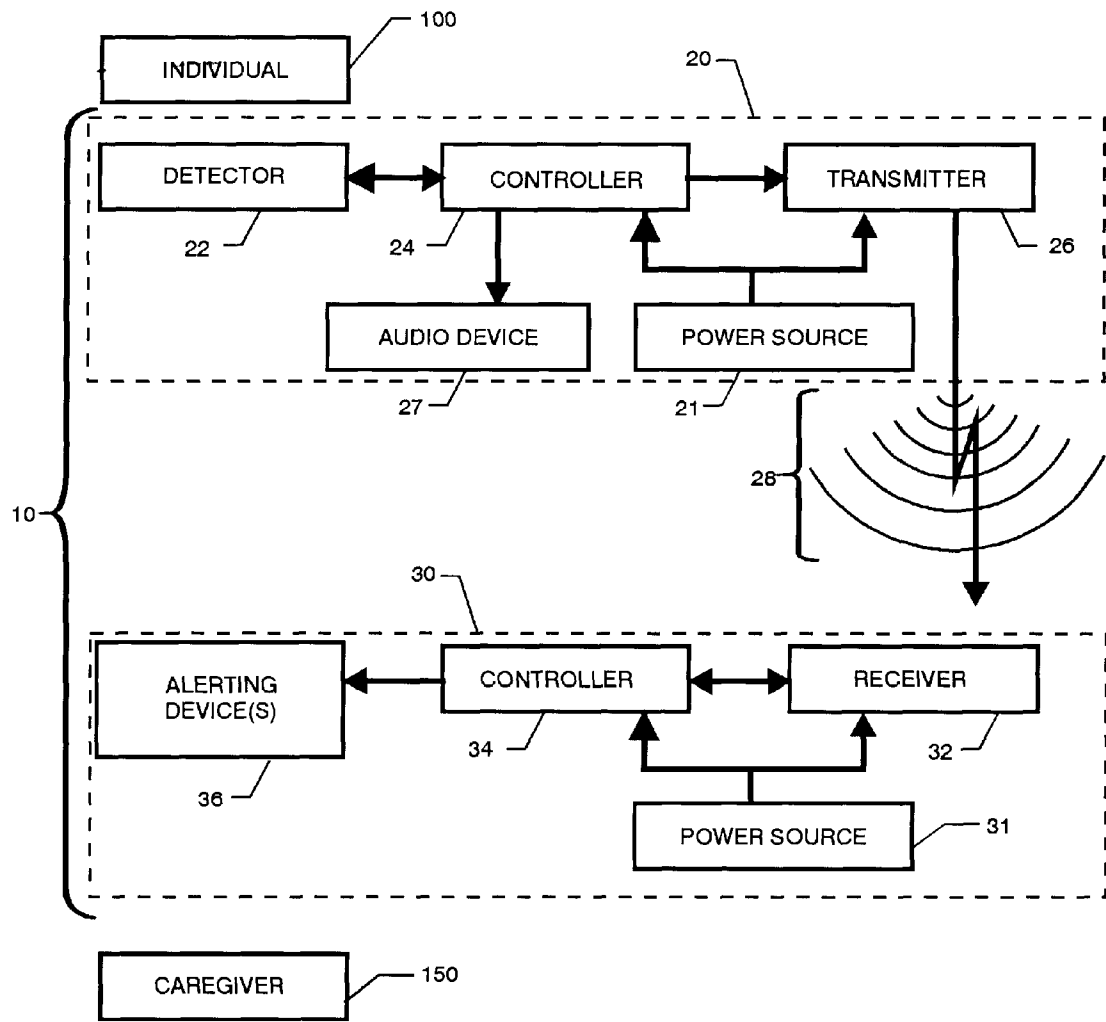 100
INDIVIDUAL
20
DETECTOR
CONTROLLER
TRANSMITTER
22
24
26
AUDIO DEVICE
POWER SOURCE
27
21
28
10
30
ALERTING
DEVICE(S)
CONTROLLER
RECEIVER
34
32
36
POWER SOURCE
31
CAREGIVER
150